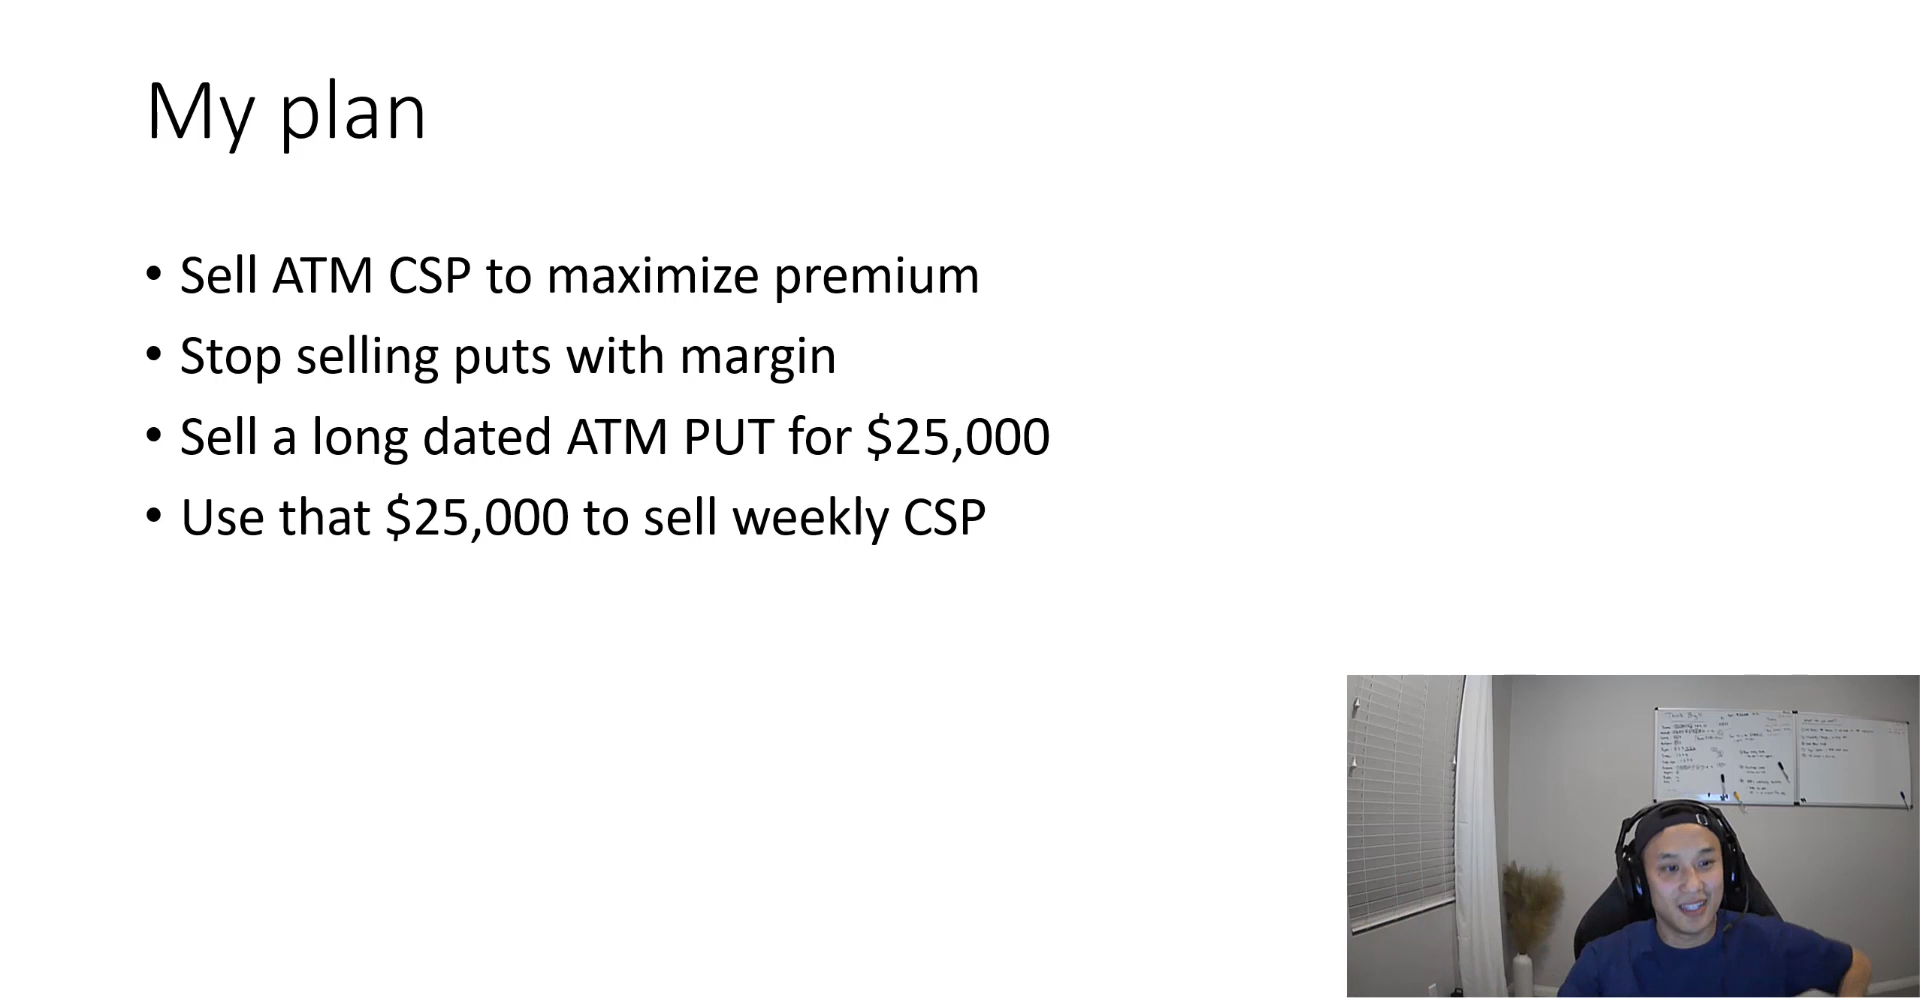 My plan
• Sell ATM CSP to maximize premium
• Stop selling puts with margin
• Sell a long dated ATM PUT for $25,000
• Use that $25,000 to sell weekly CSP